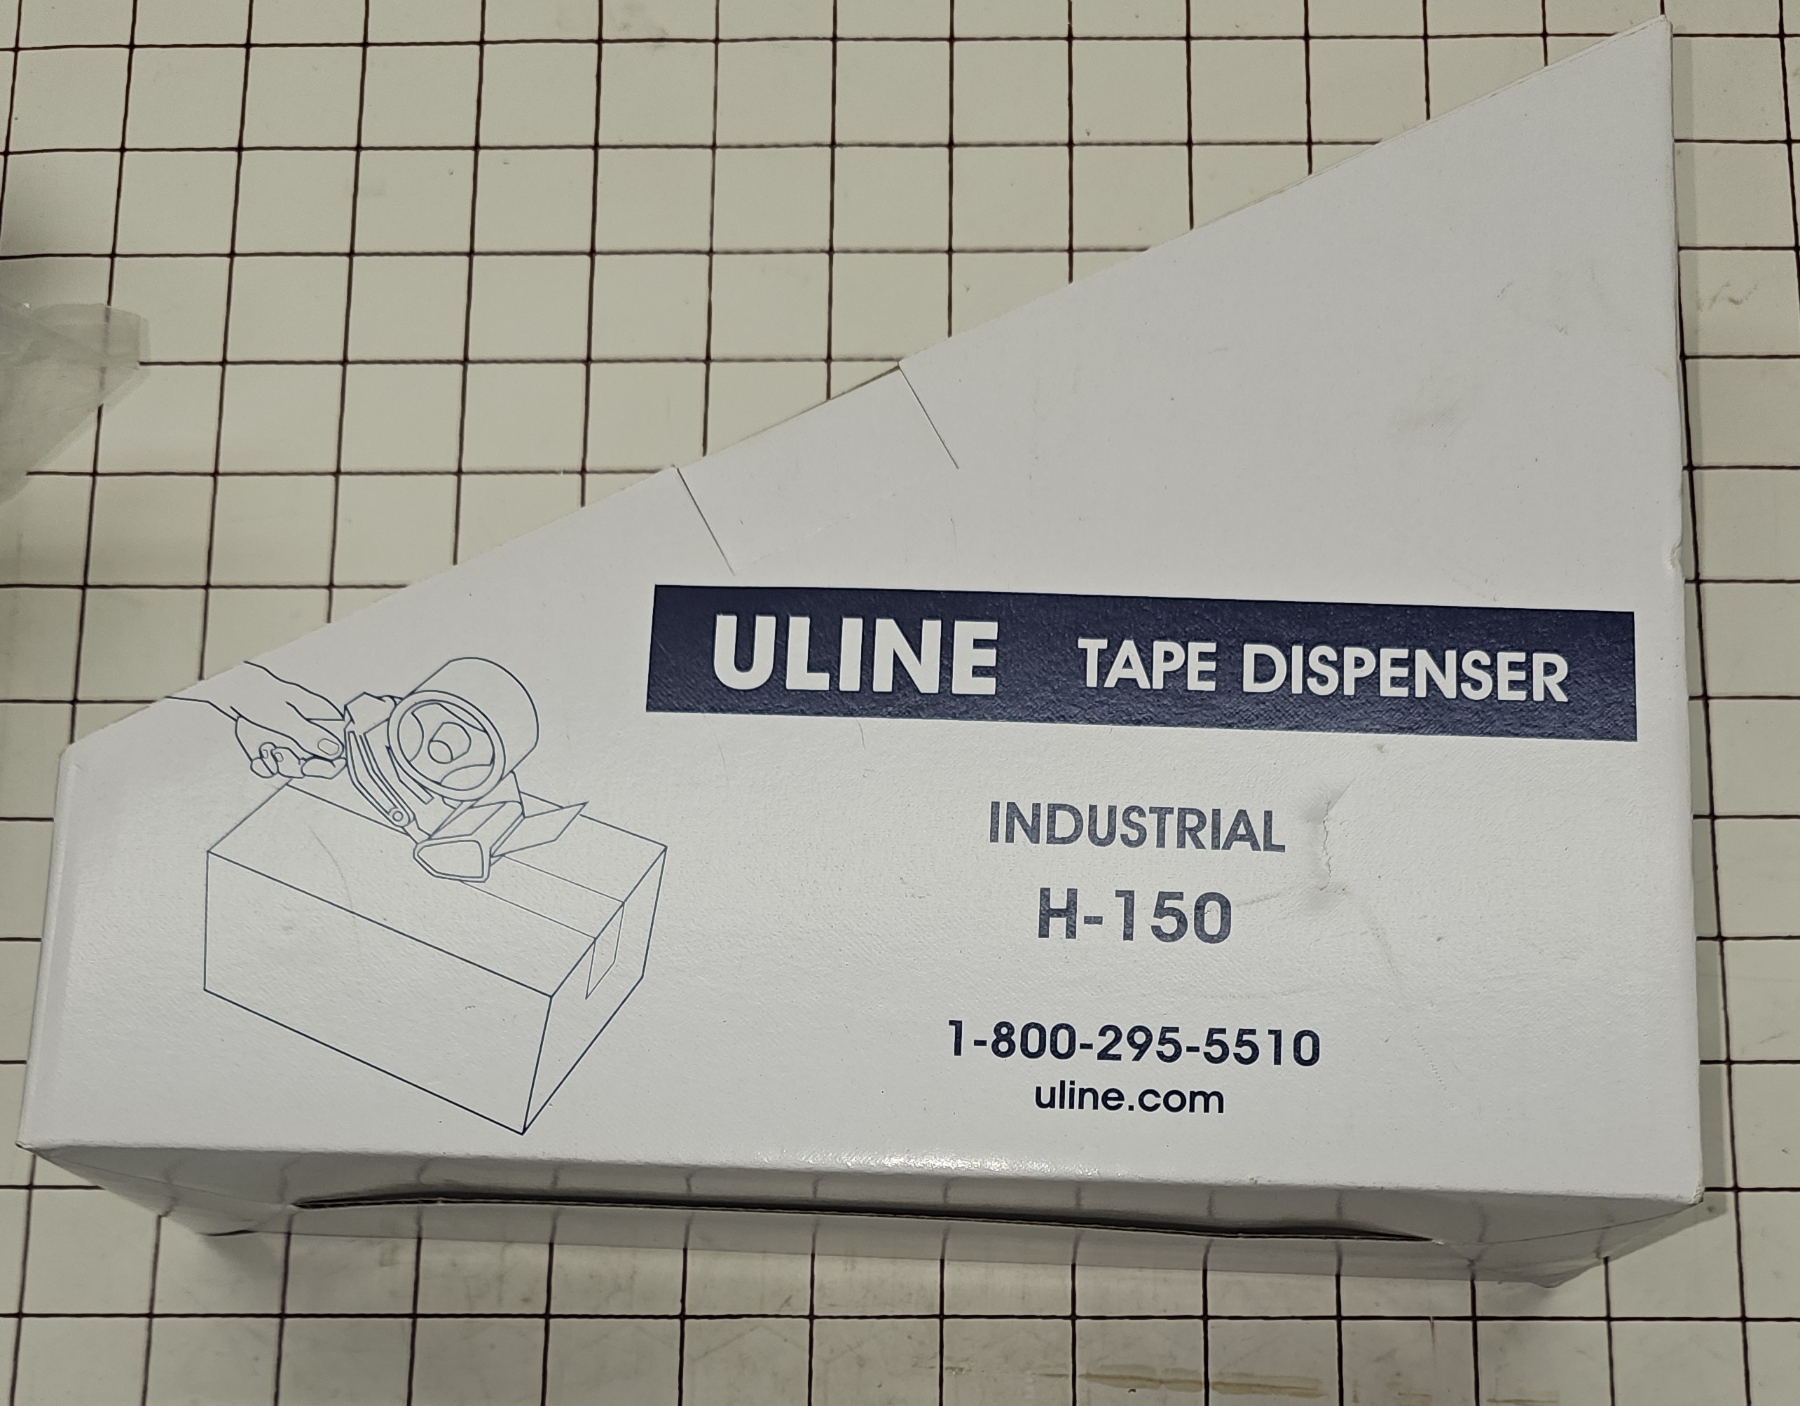 ULINE TAPE DISPENSER
INDUSTRIAL
H-150
1-800-295-5510
uline.com